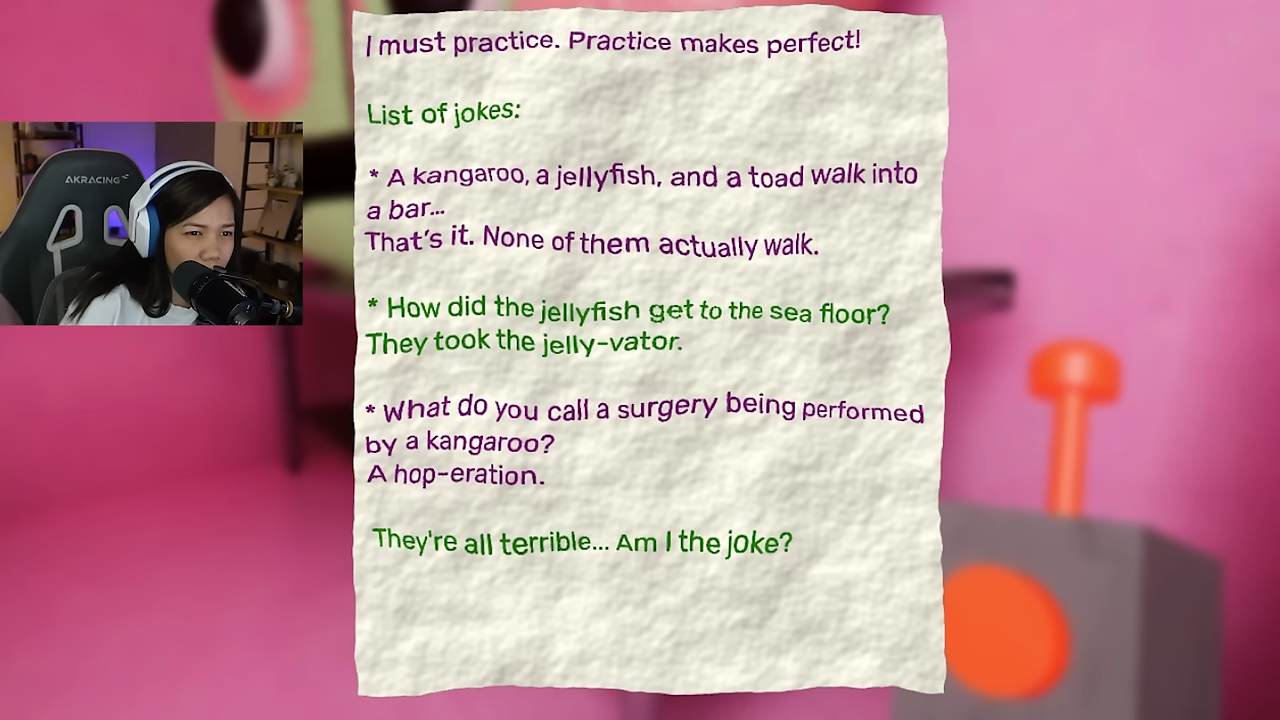 I must practice. Practice makes perfect!
List of jokes:
* A kangaroo, a jellyfish, and a toad walk into
a bar...
That's it. None of them actually walk.
* How did the jellyfish get to the sea floor?
They took the jelly-vator.
* What do you call a surgery being performed
by a kangaroo?
A hop-eration.
They're all terrible... Am I the joke?
AKRACING